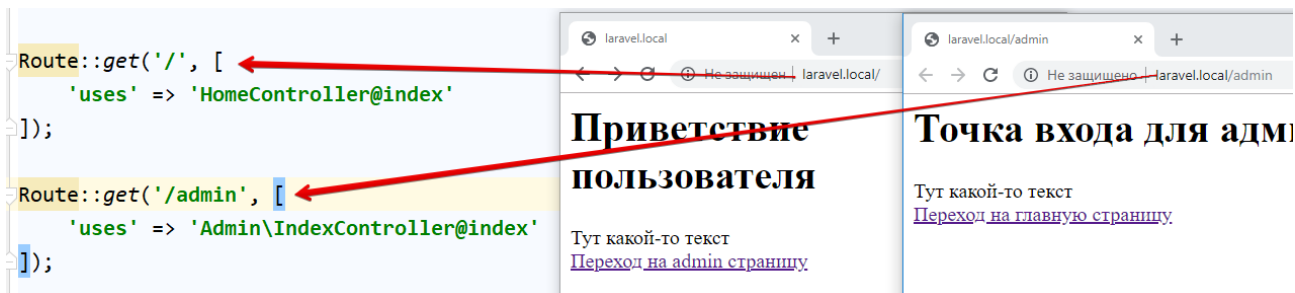 Route::get('/', [
'uses' => 'HomeController@index'
]);
Route::get('/admin', [
'uses' => 'Admin\IndexController@index'
]);
laravel.local
Не защищен | laravel.local/
Приветствие
пользователя
Тут какой-то текст
Переход на admin страницу
laravel.local/admin
Не защищено | laravel.local/admin
Точка входа для адм
Тут какой-то текст
Переход на главную страницу